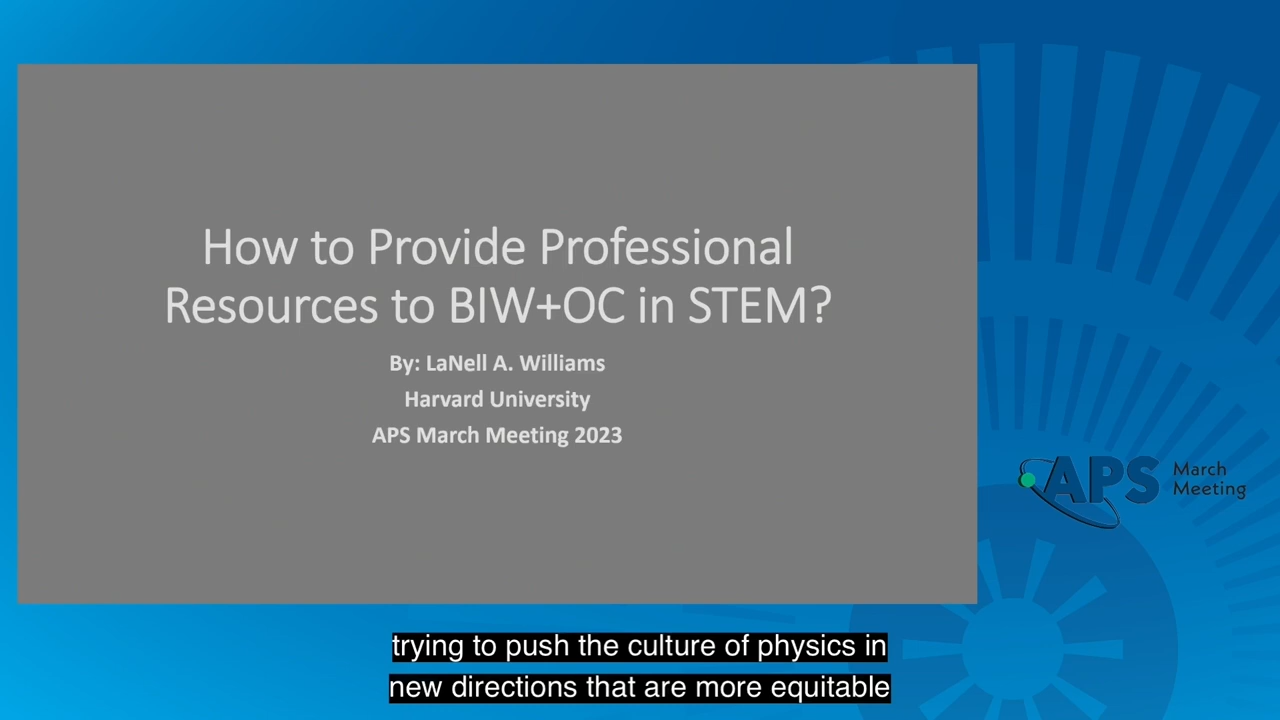 How to Provide Professional
Resources to BIW+OC in STEM?
By: LaNell A. Williams
Harvard University
APS March Meeting 2023
APS March
Meeting
trying to push the culture of physics in
new directions that are more equitable